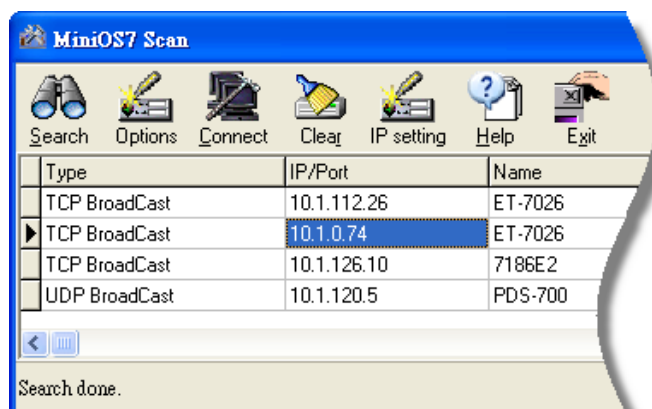 MiniOS7 Scan
Search Options Connect Clear IP setting Help Exit
Type IP/Port Name
TCP BroadCast 10.1.112.26 ET-7026
TCP BroadCast 10.1.0.74 ET-7026
TCP BroadCast 10.1.126.10 7186E2
UDP BroadCast 10.1.120.5 PDS-700
Search done.